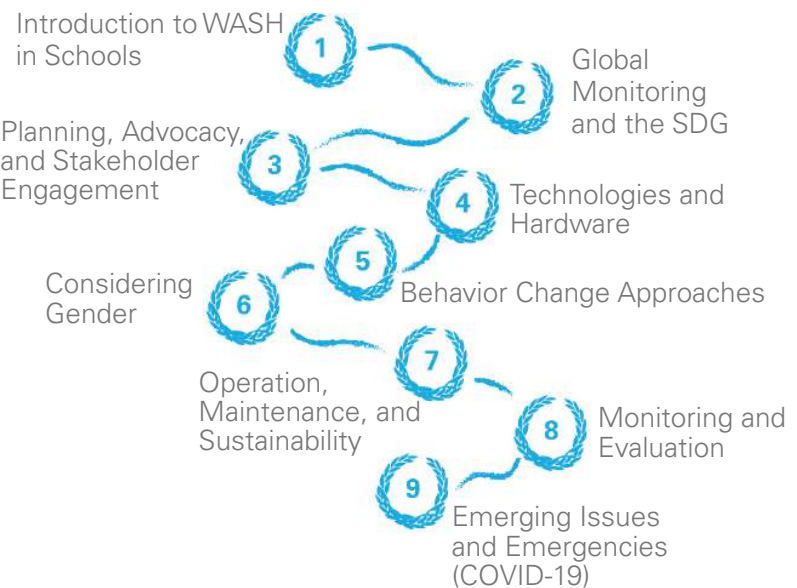 Introduction to WASH
in Schools
1
2
Global
Monitoring
and the SDG
Planning, Advocacy,
and Stakeholder
Engagement
3
4
Technologies and
Hardware
5
Behavior Change Approaches
Considering
Gender
6
7
Operation,
Maintenance, and
Sustainability
8
Monitoring and
Evaluation
9
Emerging Issues
and Emergencies
(COVID-19)